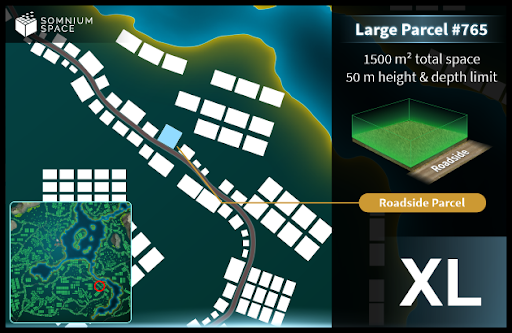 SOMNIUM
SPACE
Large Parcel #765
1500 m² total space
50 m height & depth limit
Roadside
Roadside Parcel
XL